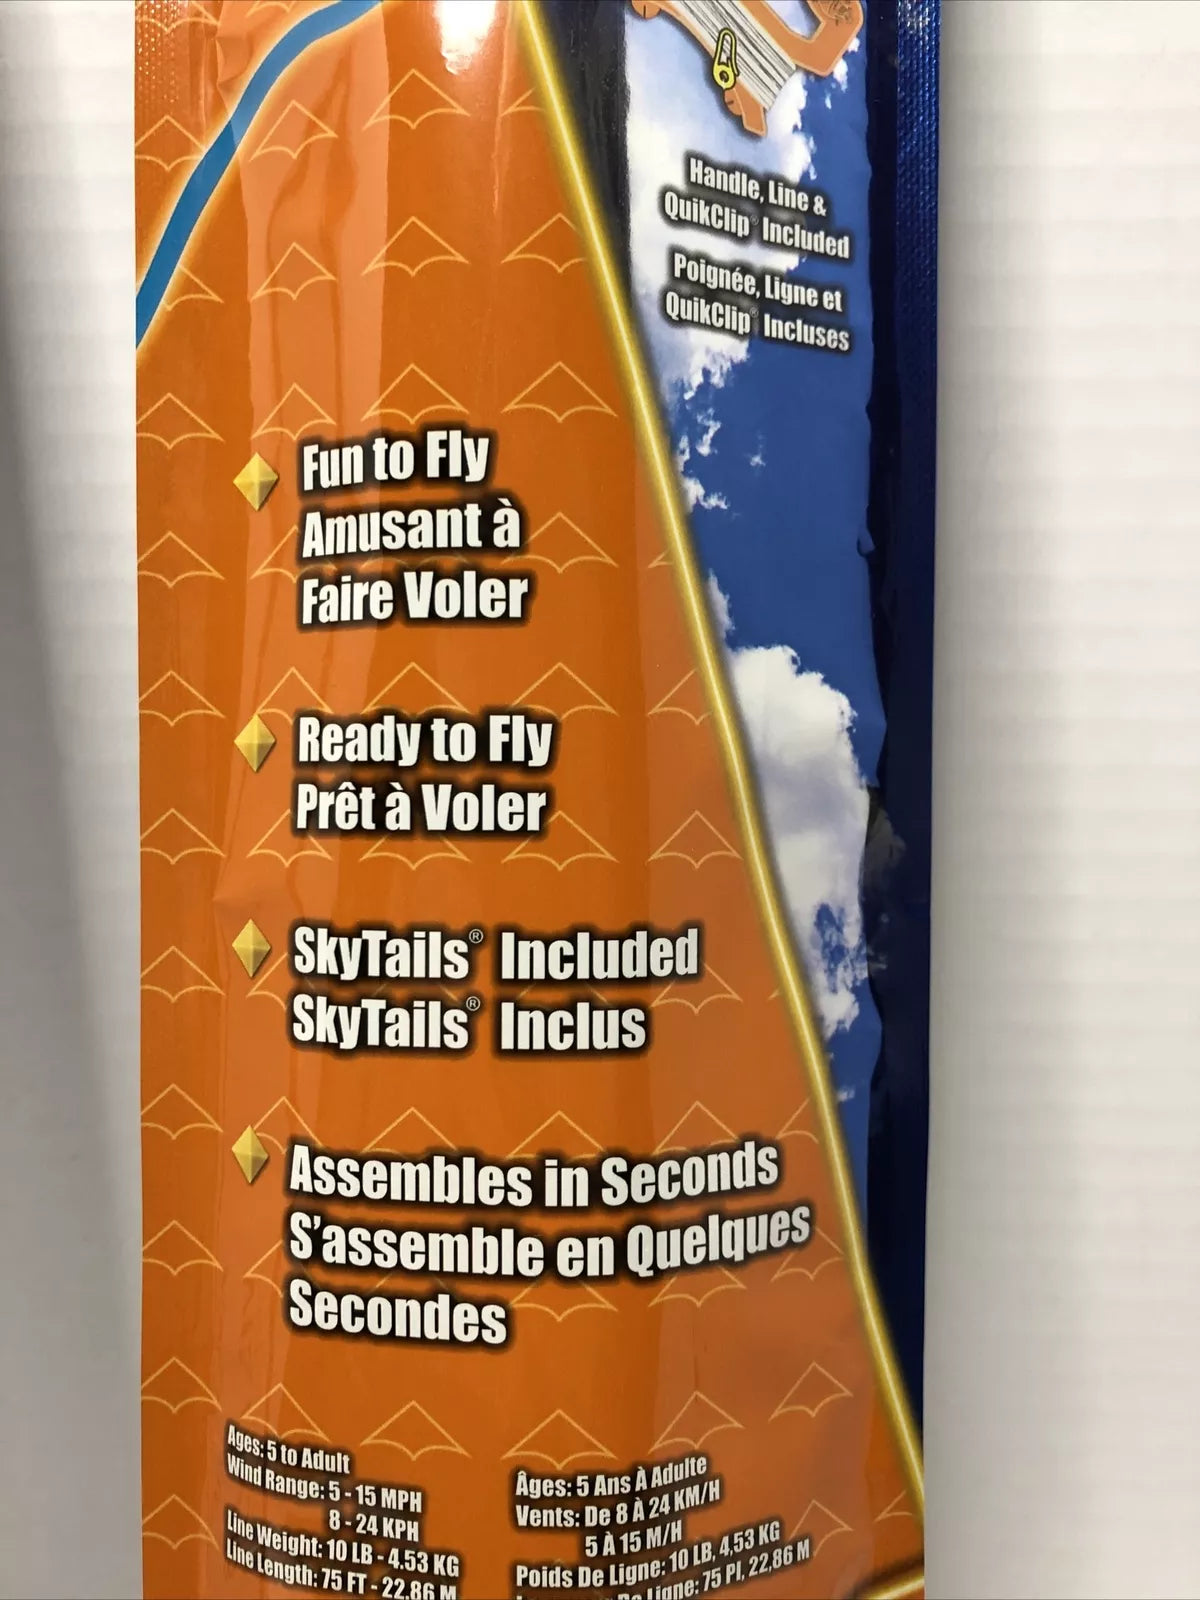 Handle, Line &
QuikClip® Included
Poignée, Ligne et
QuikClip® Incluses
Fun to Fly
Amusant à
Faire Voler
Ready to Fly
Prêt à Voler
SkyTails® Included
SkyTails® Inclus
Assembles in Seconds
S'assemble en Quelques
Secondes
Ages: 5 to Adult
Wind Range: 5 - 15 MPH
8 - 24 KPH
Line Weight: 10 LB - 4.53 KG
Line Length: 75 FT - 22.86 M
Âges: 5 Ans À Adulte
Vents: De 8 À 24 KM/H
5 À 15 M/H
Poids De Ligne: 10 LB, 4,53 KG
De Ligne: 75 PI, 22,86 M